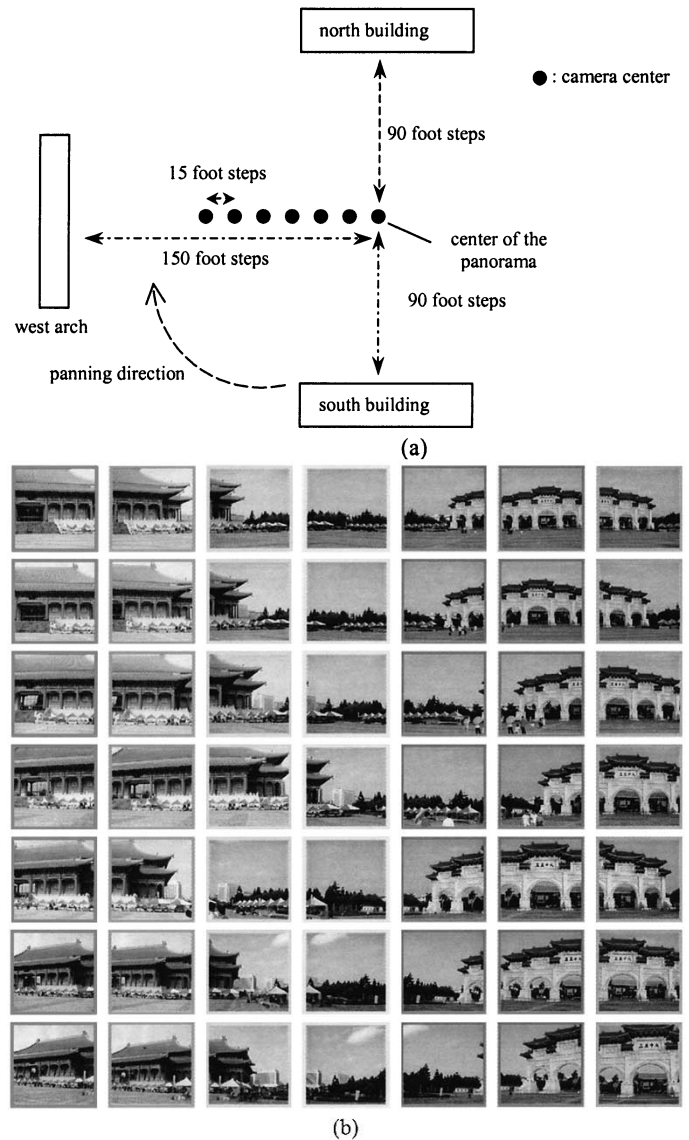 north building
: camera center
90 foot steps
15 foot steps
center of the
panorama
150 foot steps
90 foot steps
west arch
panning direction
south building
(a)
(b)